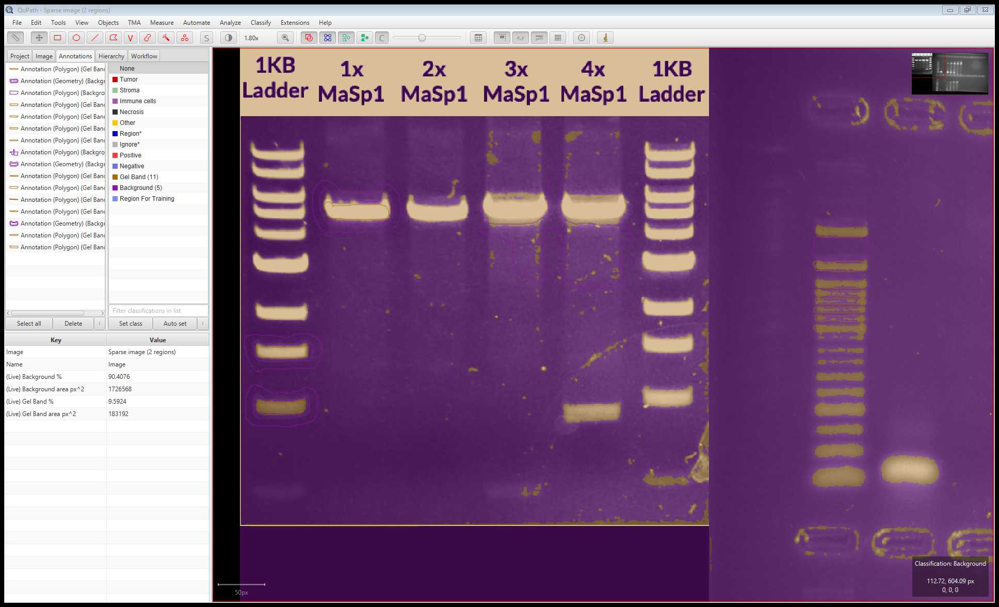 QuPath - Sparse image (2 regions)
File Edit Tools View Objects TMA Measure Automate Analyze Classify Extensions Help
V S 1.80x C x,y μm
Project Image Annotations Hierarchy Workflow
Annotation (Polygon) (Gel Banc
Annotation (Geometry) (Backgr
Annotation (Polygon) (Backgro
Annotation (Polygon) (Gel Banc
Annotation (Polygon) (Gel Banc
Annotation (Polygon) (Gel Banc
Annotation (Polygon) (Gel Banc
Annotation (Polygon) (Backgro
Annotation (Geometry) (Backgr
Annotation (Polygon) (Gel Banc
Annotation (Polygon) (Gel Banc
Annotation (Polygon) (Gel Banc
Annotation (Polygon) (Gel Banc
Annotation (Geometry) (Backgr
Annotation (Polygon) (Gel Banc
Annotation (Polygon) (Gel Banc
Select all Delete
None
Tumor
Stroma
Immune cells
Necrosis
Other
Region*
Ignore*
Positive
Negative
Gel Band (11)
Background (5)
Region For Training
Filter classifications in list
Set class Auto set
Key Value
Image Sparse image (2 regions)
Name Image
(Live) Background % 90.4076
(Live) Background area px^2 1726568
(Live) Gel Band % 9.5924
(Live) Gel Band area px^2 183192
1KB 1x 2x 3x 4x 1KB
Ladder MaSp1 MaSp1 MaSp1 MaSp1 Ladder
50px
Classification: Background
112.72, 604.09 px
0, 0, 0